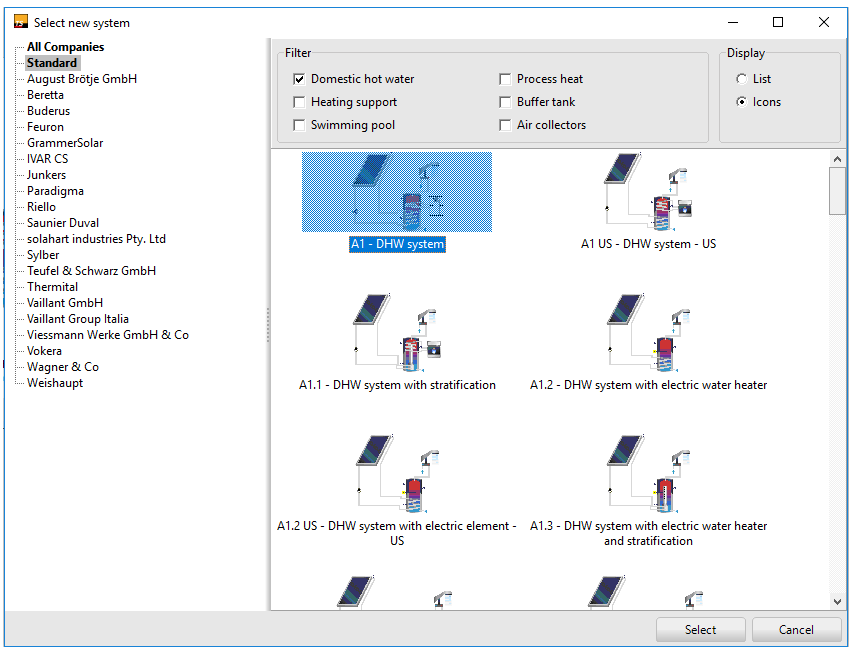 Select new system
All Companies
Standard
August Brötje GmbH
Beretta
Buderus
Feuron
GrammerSolar
IVAR CS
Junkers
Paradigma
Riello
Saunier Duval
solahart industries Pty. Ltd
Sylber
Teufel & Schwarz GmbH
Thermital
Vaillant GmbH
Vaillant Group Italia
Viessmann Werke GmbH & Co
Vokera
Wagner & Co
Weishaupt
Filter
Domestic hot water
Process heat
Heating support
Buffer tank
Swimming pool
Air collectors
Display
List
Icons
A1 - DHW system
A1 US - DHW system - US
A1.1 - DHW system with stratification
A1.2 - DHW system with electric water heater
A1.2 US - DHW system with electric element -
US
A1.3 - DHW system with electric water heater
and stratification
Select
Cancel